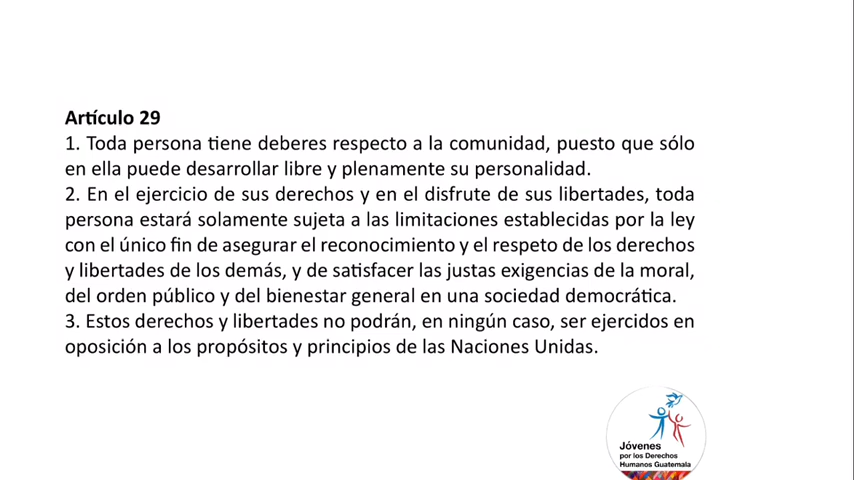 Artículo 29
1. Toda persona tiene deberes respecto a la comunidad, puesto que sólo
en ella puede desarrollar libre y plenamente su personalidad.
2. En el ejercicio de sus derechos y en el disfrute de sus libertades, toda
persona estará solamente sujeta a las limitaciones establecidas por la ley
con el único fin de asegurar el reconocimiento y el respeto de los derechos
y libertades de los demás, y de satisfacer las justas exigencias de la moral,
del orden público y del bienestar general en una sociedad democrática.
3. Estos derechos y libertades no podrán, en ningún caso, ser ejercidos en
oposición a los propósitos y principios de las Naciones Unidas.
Jóvenes
por los Derechos
Humanos Guatemala